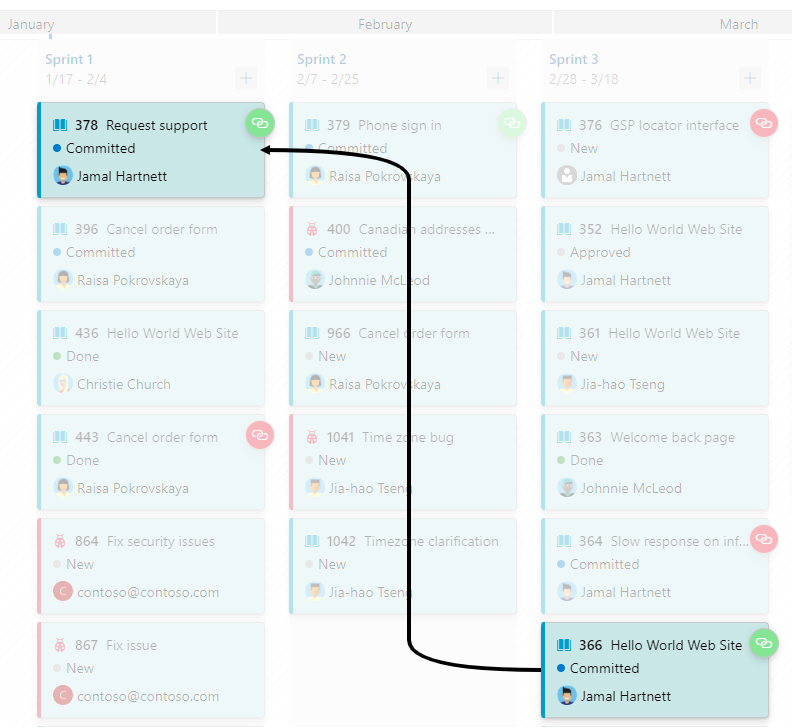 January
February
March
Sprint 1
1/17 - 2/4
378 Request support
Committed
Jamal Hartnett
396 Cancel order form
Committed
Raisa Pokrovskaya
436 Hello World Web Site
Done
Christie Church
443 Cancel order form
Done
Raisa Pokrovskaya
864 Fix security issues
New
C contoso@contoso.com
867 Fix issue
New
C contoso@contoso.com
Sprint 2
2/7 - 2/25
379 Phone sign in
Committed
Raisa Pokrovskaya
400 Canadian addresses ...
Committed
Johnnie McLeod
966 Cancel order form
New
Raisa Pokrovskaya
1041 Time zone bug
New
Jia-hao Tseng
1042 Timezone clarification
New
Jia-hao Tseng
Sprint 3
2/28 - 3/18
376 GSP locator interface
New
Jamal Hartnett
352 Hello World Web Site
Approved
Jamal Hartnett
361 Hello World Web Site
New
Jia-hao Tseng
363 Welcome back page
Done
Johnnie McLeod
364 Slow response on inf...
Committed
Jamal Hartnett
366 Hello World Web Site
Committed
Jamal Hartnett